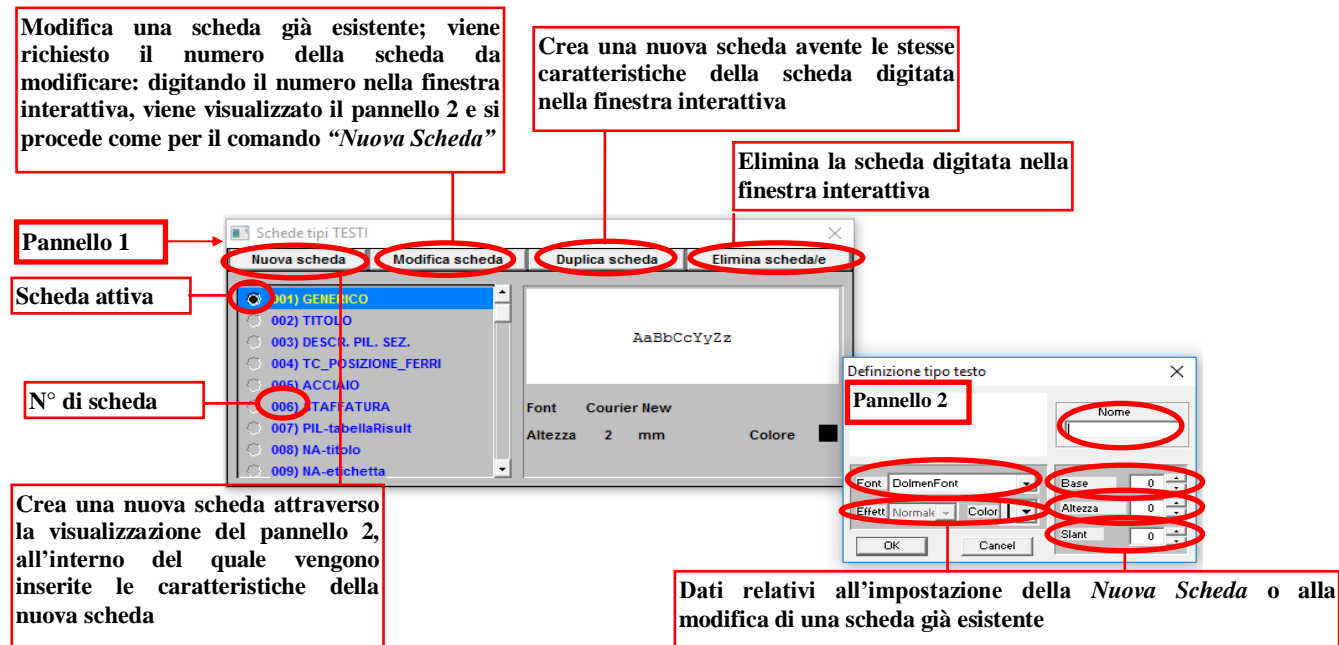 Modifica una scheda già esistente; viene
richiesto il numero della scheda da
modificare: digitando il numero nella finestra
interattiva, viene visualizzato il pannello 2 e si
procede come per il comando “Nuova Scheda”
Crea una nuova scheda avente le stesse
caratteristiche della scheda digitata
nella finestra interattiva
Elimina la scheda digitata nella
finestra interattiva
Pannello 1
Scheda attiva
N° di scheda
Schede tipi TESTI
Nuova scheda
Modifica scheda
Duplica scheda
Elimina scheda/e
001) GENERICO
002) TITOLO
003) DESCR. PIL. SEZ.
004) TC_POSIZIONE_FERRI
005) ACCIAIO
006) STAFFATURA
007) PIL-tabellaRisult
008) NA-titolo
009) NA-etichetta
AaBbCcYyZz
Font Courier New
Altezza 2 mm Colore
Definizione tipo testo
Pannello 2
Nome
Font DolmenFont
Effett Normale Color
OK Cancel
Base 0
Altezza 0
Slant 0
Crea una nuova scheda attraverso
la visualizzazione del pannello 2,
all’interno del quale vengono
inserite le caratteristiche della
nuova scheda
Dati relativi all’impostazione della Nuova Scheda o alla
modifica di una scheda già esistente